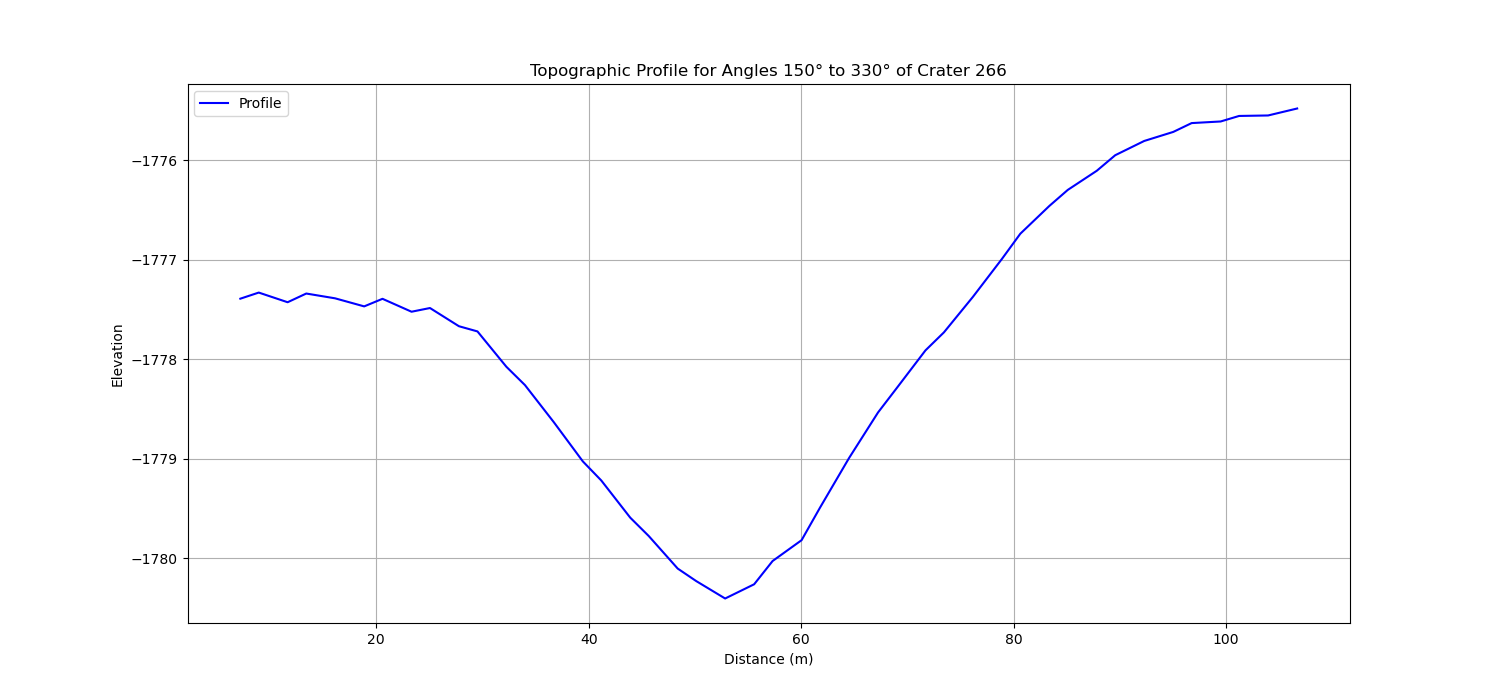 Topographic Profile for Angles 150° to 330° of Crater 266
Profile
−1776
−1777
−1778
−1779
−1780
Elevation
20 40 60 80 100
Distance (m)